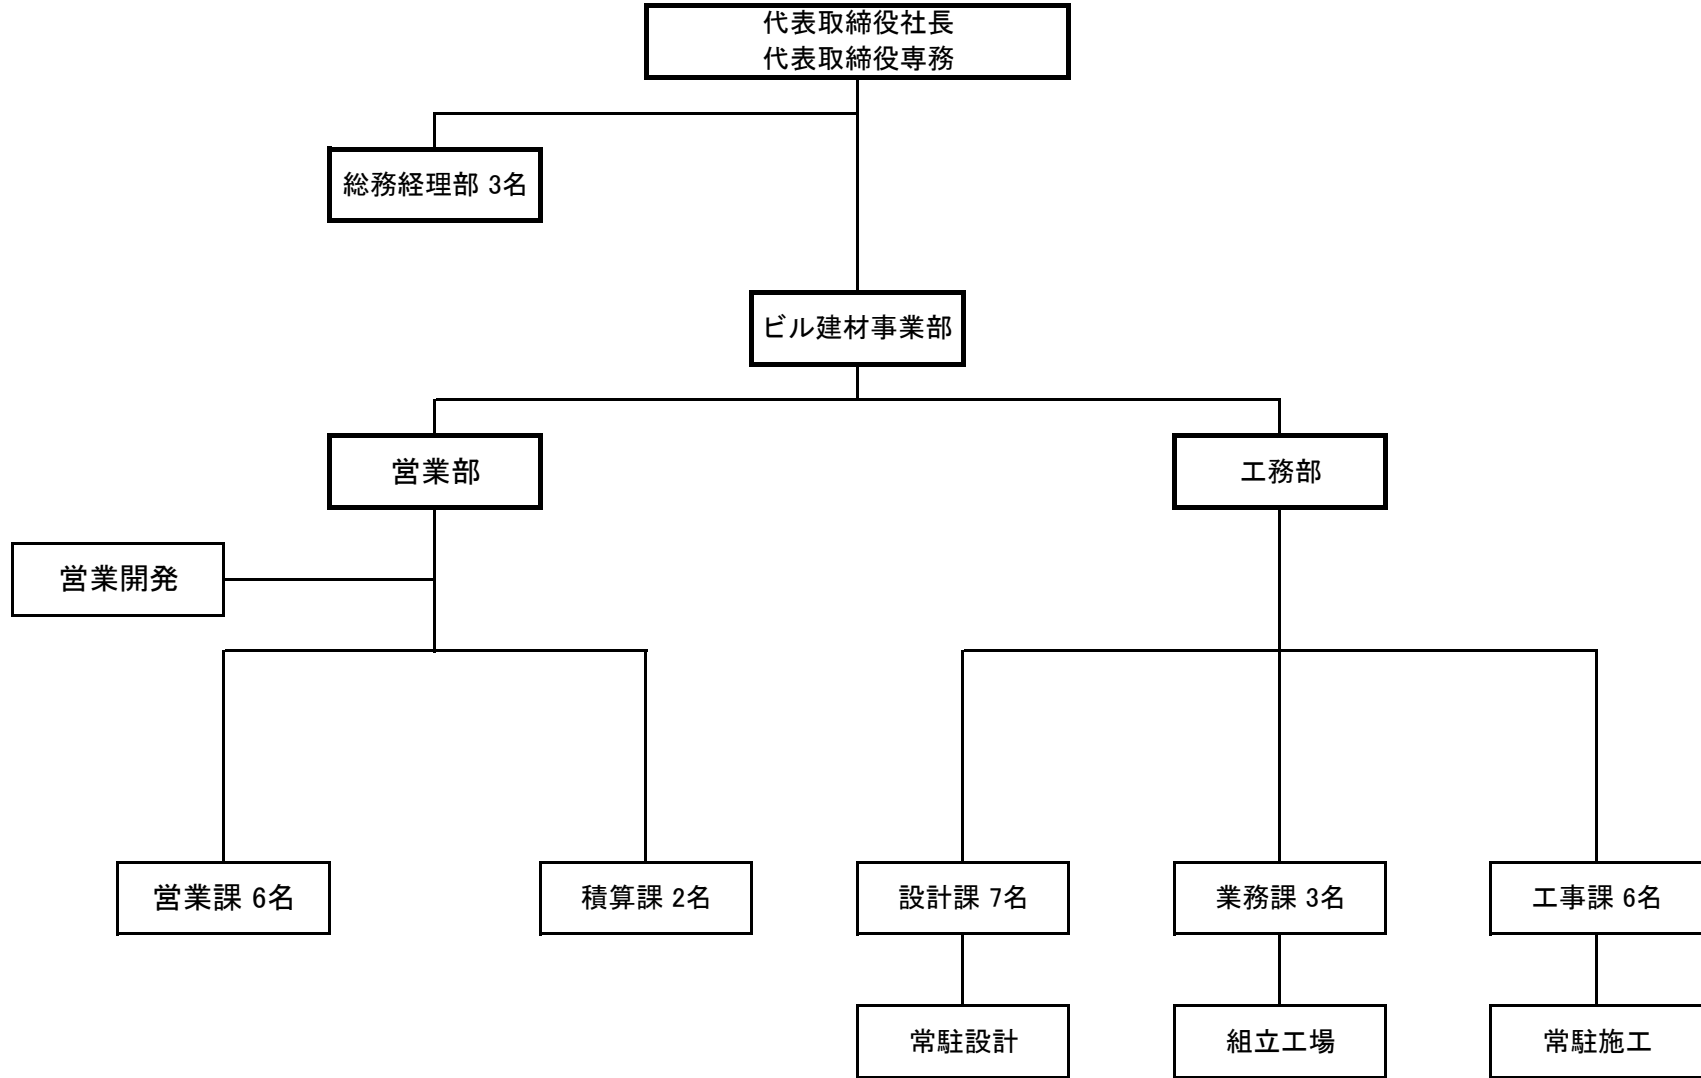 代表取締役社長
代表取締役専務
総務経理部 3名
ビル建材事業部
営業部
工務部
営業開発
営業課 6名
積算課 2名
設計課 7名
業務課 3名
工事課 6名
常駐設計
組立工場
常駐施工